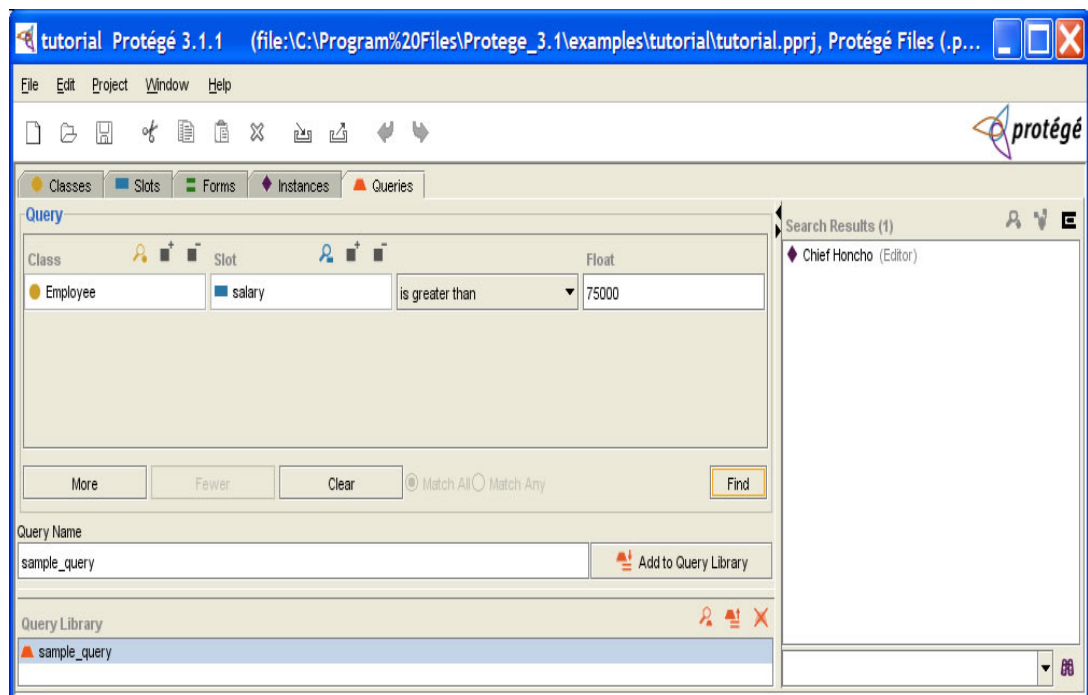 tutorial Protégé 3.1.1 (file:\C:\Program%20Files\Protege_3.1\examples\tutorial\tutorial.pprj, Protégé Files (.p...
File Edit Project Window Help
protégé
Classes Slots Forms Instances Queries
Query
Class Slot Float
Employee salary is greater than 75000
More Fewer Clear Match All Match Any Find
Query Name
sample_query Add to Query Library
Query Library
sample_query
Search Results (1)
Chief Honcho (Editor)